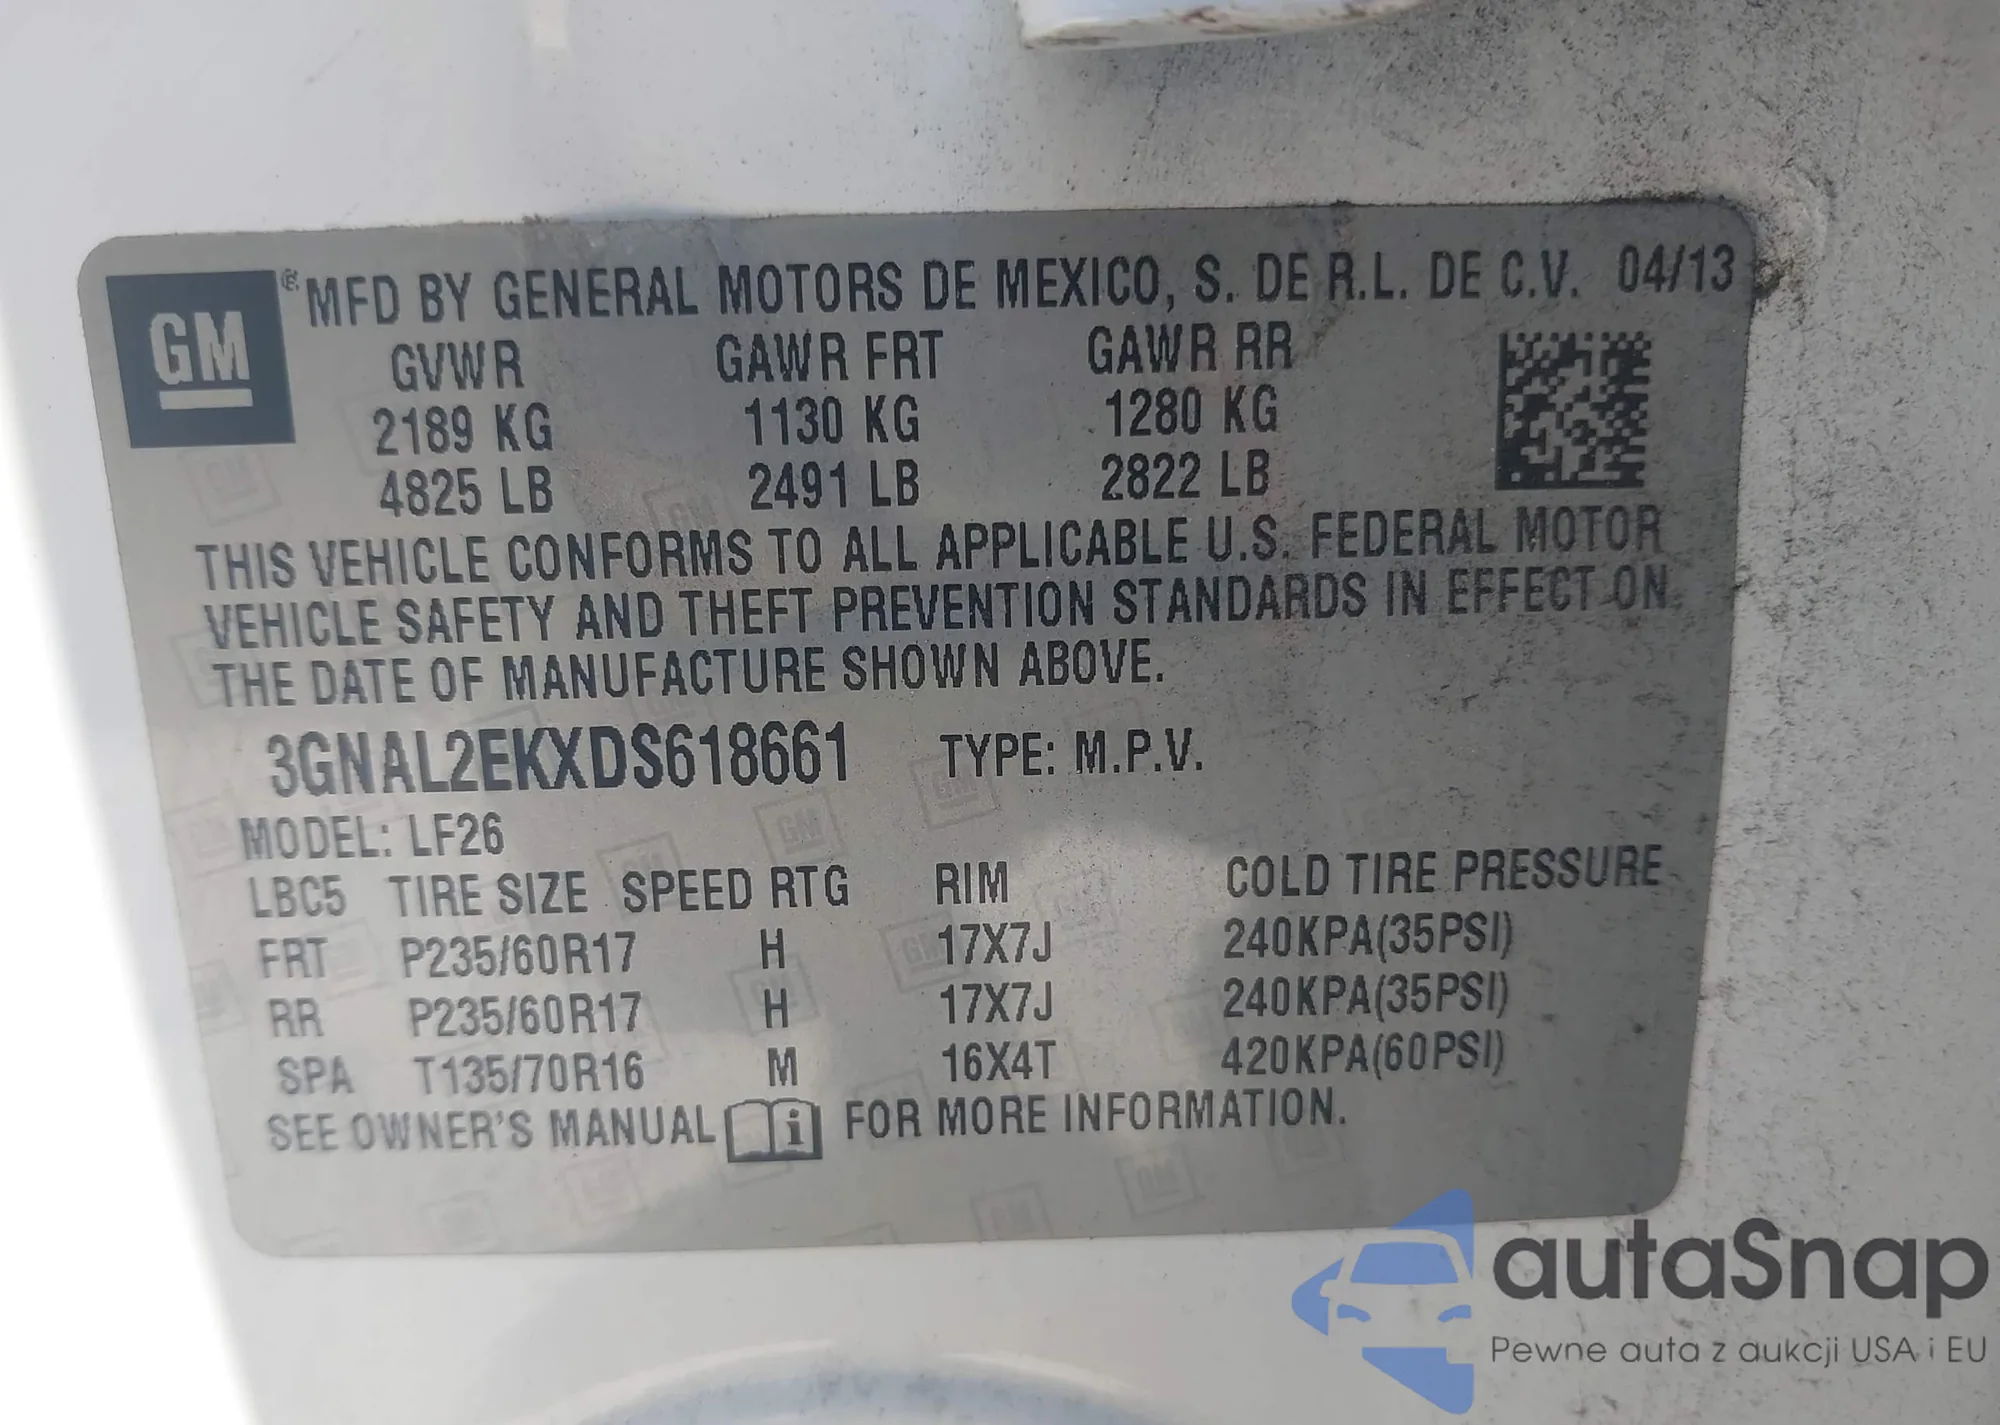 GM ® MFD BY GENERAL MOTORS DE MEXICO, S. DE R.L. DE C.V. 04/13
GVWR GAWR FRT GAWR RR
2189 KG 1130 KG 1280 KG
4825 LB 2491 LB 2822 LB
THIS VEHICLE CONFORMS TO ALL APPLICABLE U.S. FEDERAL MOTOR
VEHICLE SAFETY AND THEFT PREVENTION STANDARDS IN EFFECT ON
THE DATE OF MANUFACTURE SHOWN ABOVE.
3GNAL2EKXDS618661 TYPE: M.P.V.
MODEL: LF26
LBC5 TIRE SIZE SPEED RTG RIM COLD TIRE PRESSURE
FRT P235/60R17 H 17X7J 240KPA(35PSI)
RR P235/60R17 H 17X7J 240KPA(35PSI)
SPA T135/70R16 M 16X4T 420KPA(60PSI)
SEE OWNER'S MANUAL i FOR MORE INFORMATION.
autaSnap
Pewne auta z aukcji USA i EU